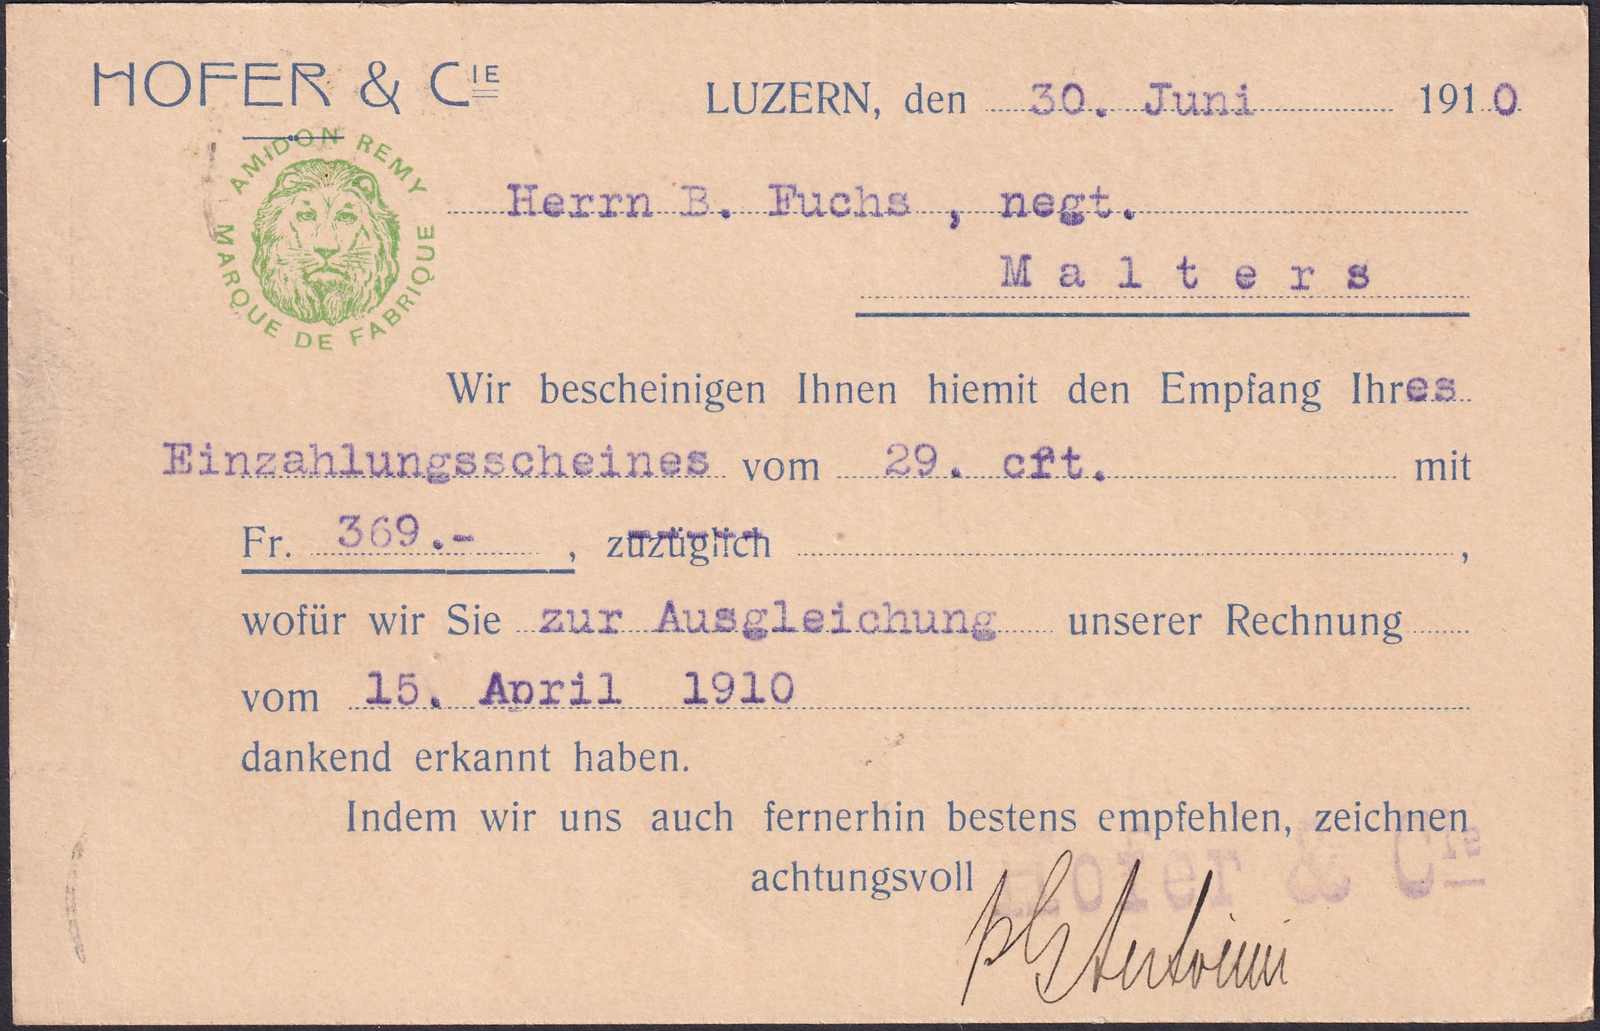 HOFER & CIE
LUZERN, den 30. Juni 1910
AMIDON REMY
MARQUE DE FABRIQUE
Herrn B. Fuchs , negt.
Malters
Wir bescheinigen Ihnen hiemit den Empfang Ihres
Einzahlungsscheines vom 29. cft. mit
Fr. 369.- , zuzüglich ,
wofür wir Sie zur Ausgleichung unserer Rechnung
vom 15. April 1910
dankend erkannt haben.
Indem wir uns auch fernerhin bestens empfehlen, zeichnen
achtungsvoll
Hofer & Cie